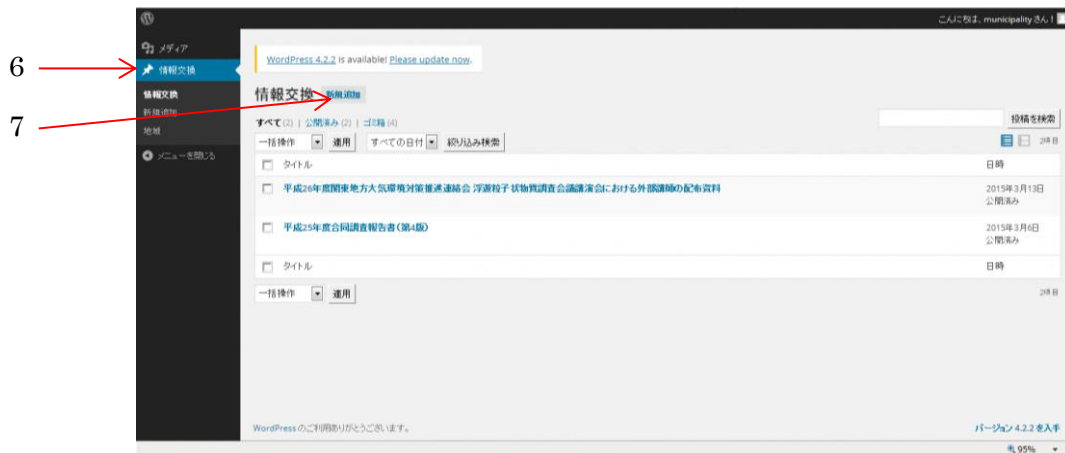 こんにちは、municipalityさん！
6
7
メディア
情報交換
情報交換
新規追加
地域
メニューを閉じる
WordPress 4.2.2 is available! Please update now.
情報交換 新規追加
すべて (2) | 公開済み (2) | ゴミ箱 (4)
投稿を検索
一括操作 適用 すべての日付 絞り込み検索
2項目
タイトル 日時
平成26年度関東地方大気環境対策推進連絡会 浮遊粒子状物質調査会議講演会における外部講師の配布資料 2015年3月13日
公開済み
平成25年度合同調査報告書（第4版） 2015年3月6日
公開済み
タイトル 日時
一括操作 適用
2項目
WordPress のご利用ありがとうございます。
バージョン 4.2.2 を入手
95%